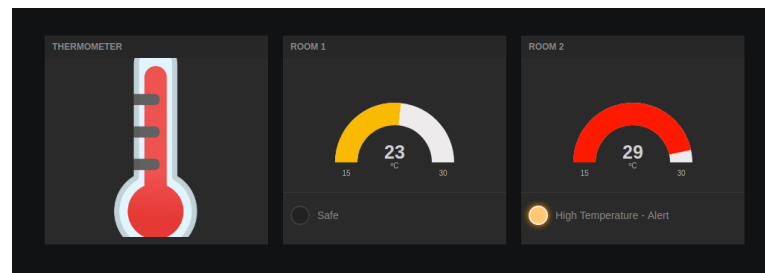 THERMOMETER
ROOM 1
23
°C
15
30
Safe
ROOM 2
29
°C
15
30
High Temperature - Alert